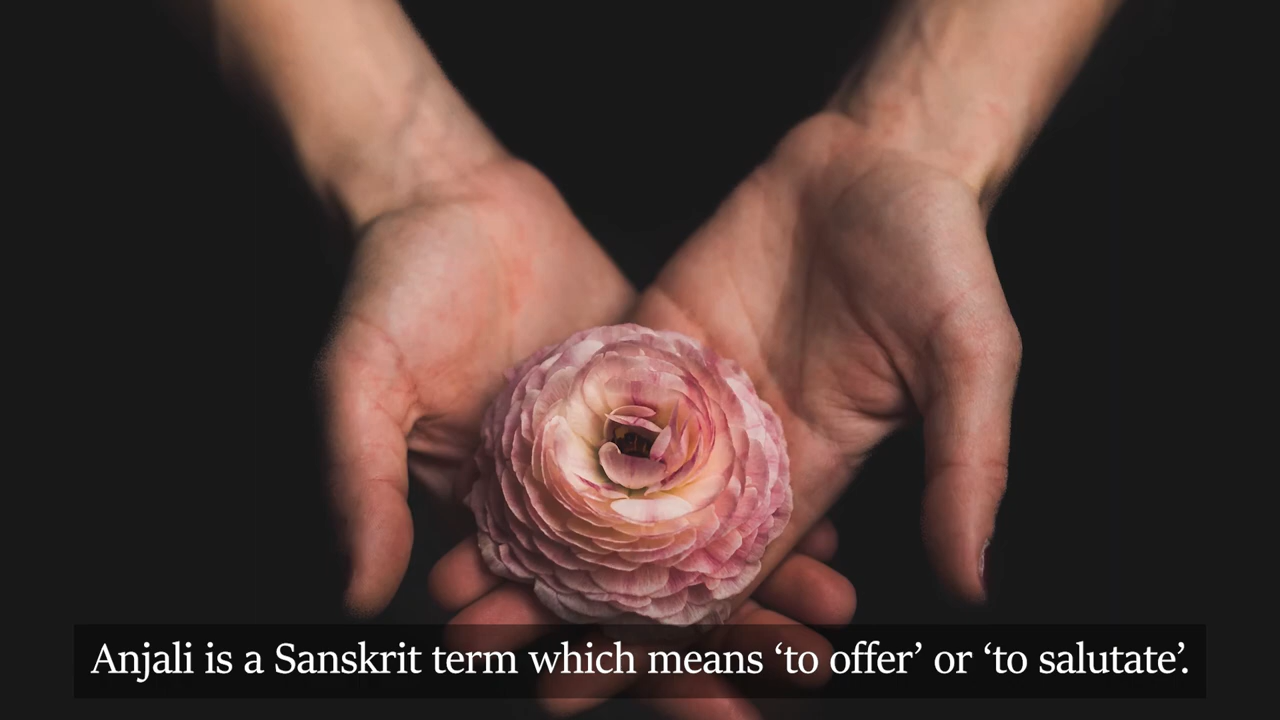 Anjali is a Sanskrit term which means ‘to offer’ or ‘to salutate’.